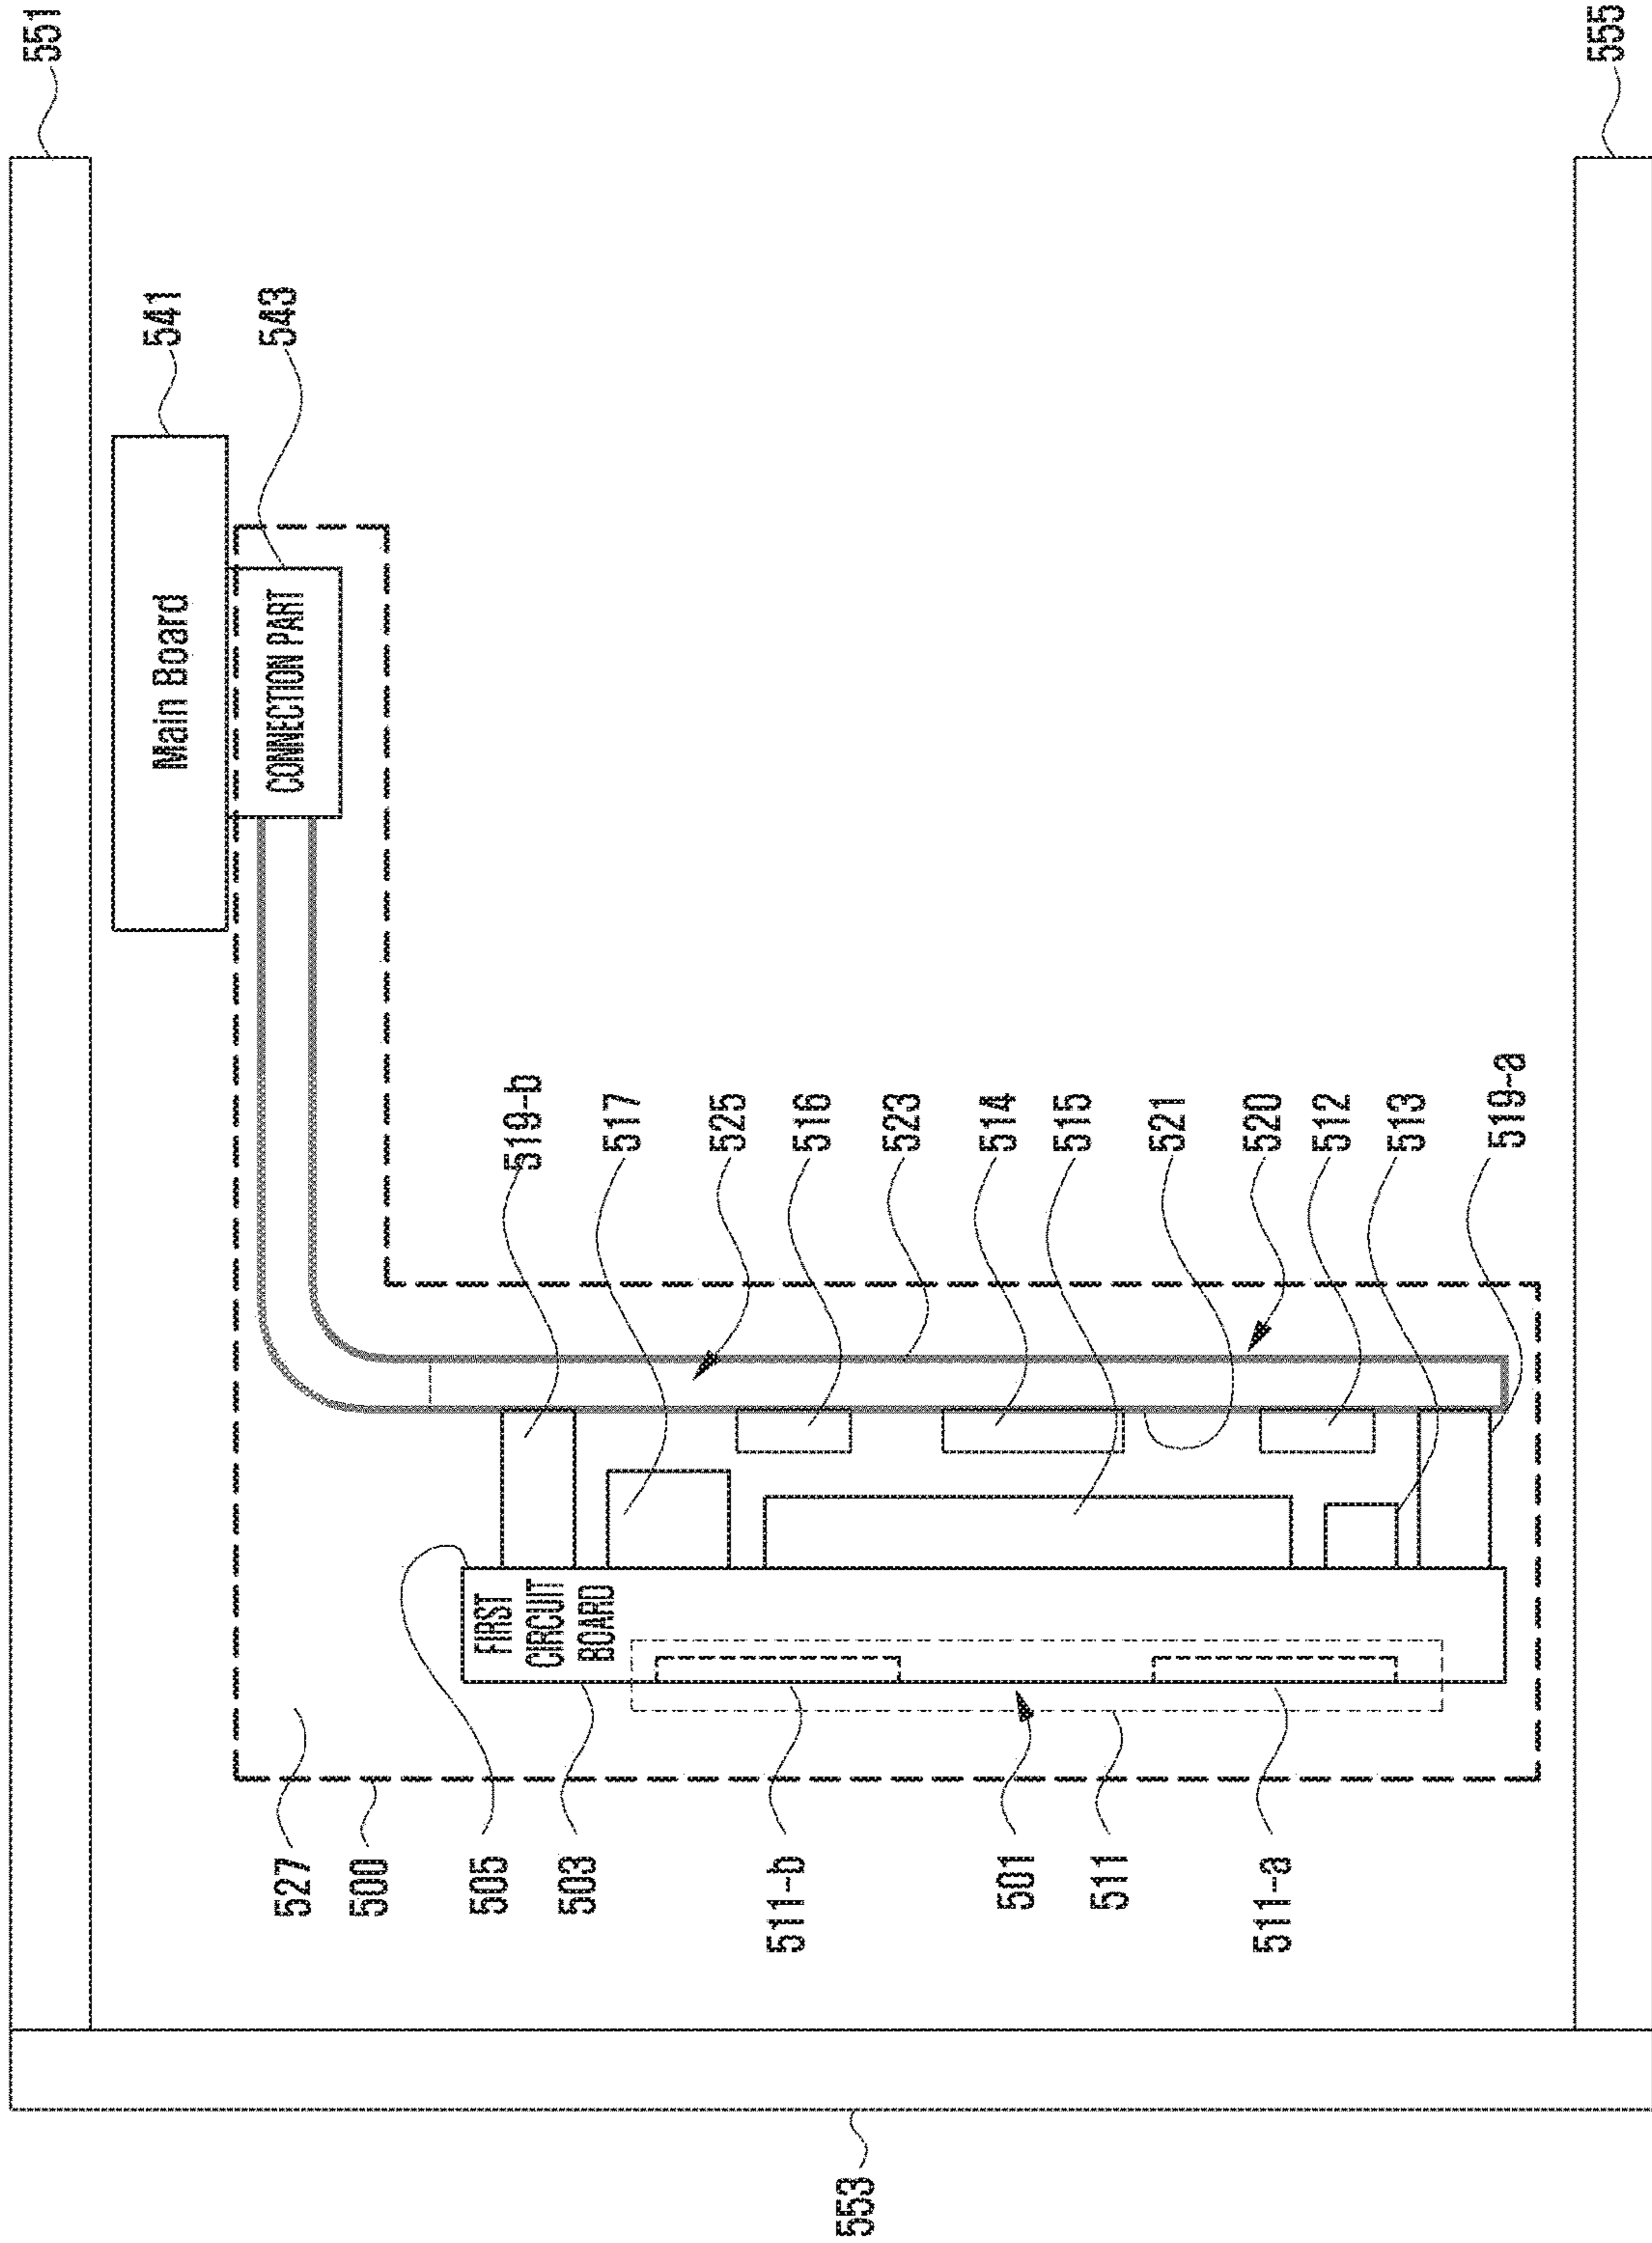 551
555
541
543
Main Board
CONNECTION PART
519-b
517
525
516
523
514
515
521
520
512
513
519-a
FIRST
CIRCUIT
BOARD
527
500
505
503
511-b
501
511
511-a
553